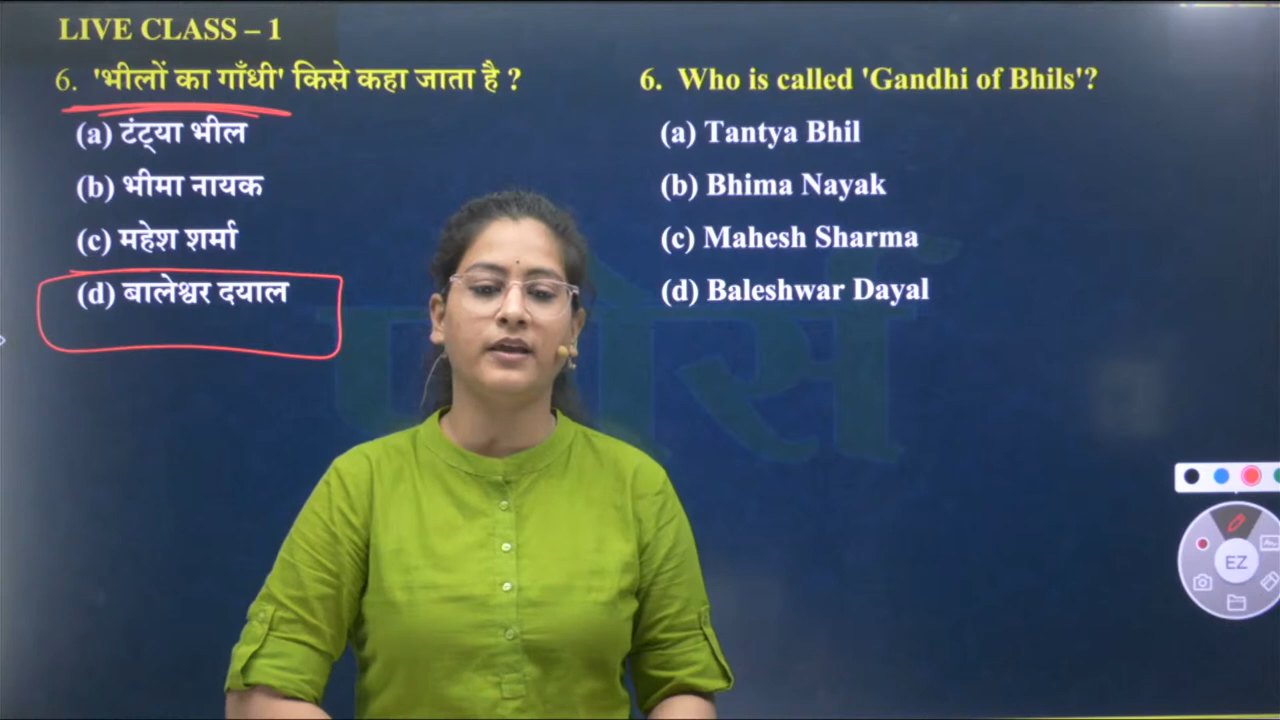 LIVE CLASS – 1
6. 'भीलों का गाँधी' किसे कहा जाता है ?
(a) टंट्या भील
(b) भीमा नायक
(c) महेश शर्मा
(d) बालेश्वर दयाल
6. Who is called 'Gandhi of Bhils'?
(a) Tantya Bhil
(b) Bhima Nayak
(c) Mahesh Sharma
(d) Baleshwar Dayal
EZ